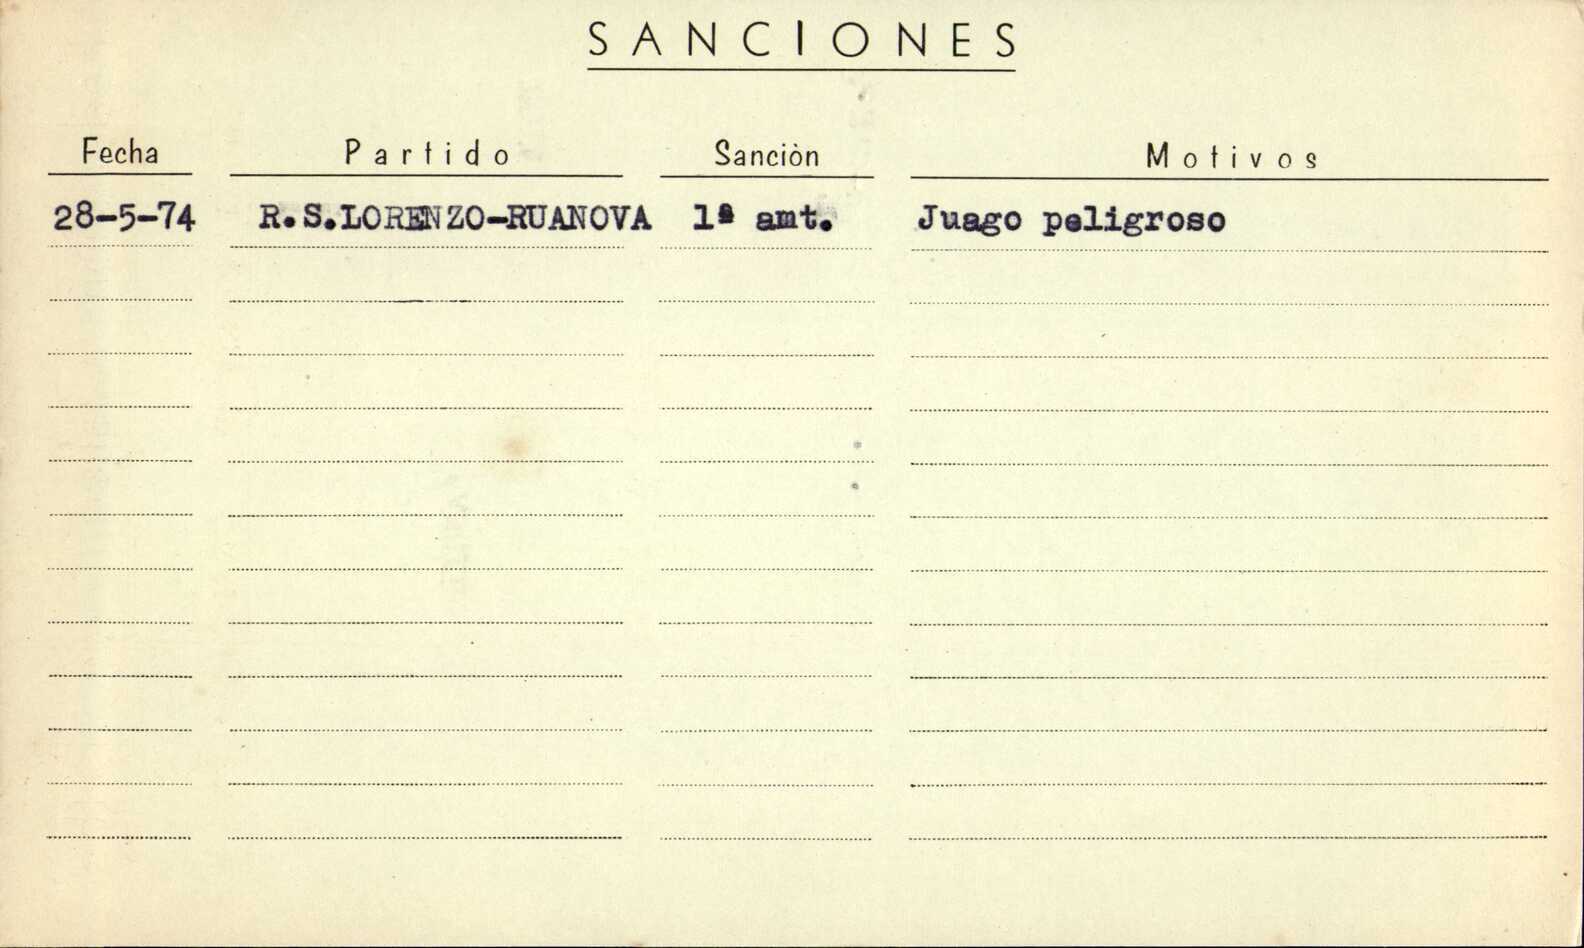 SANCIONES
Fecha Partido Sanciòn Motivos
28-5-74 R.S.LORENZO-RUANOVA 1ª amt. Juago peligroso